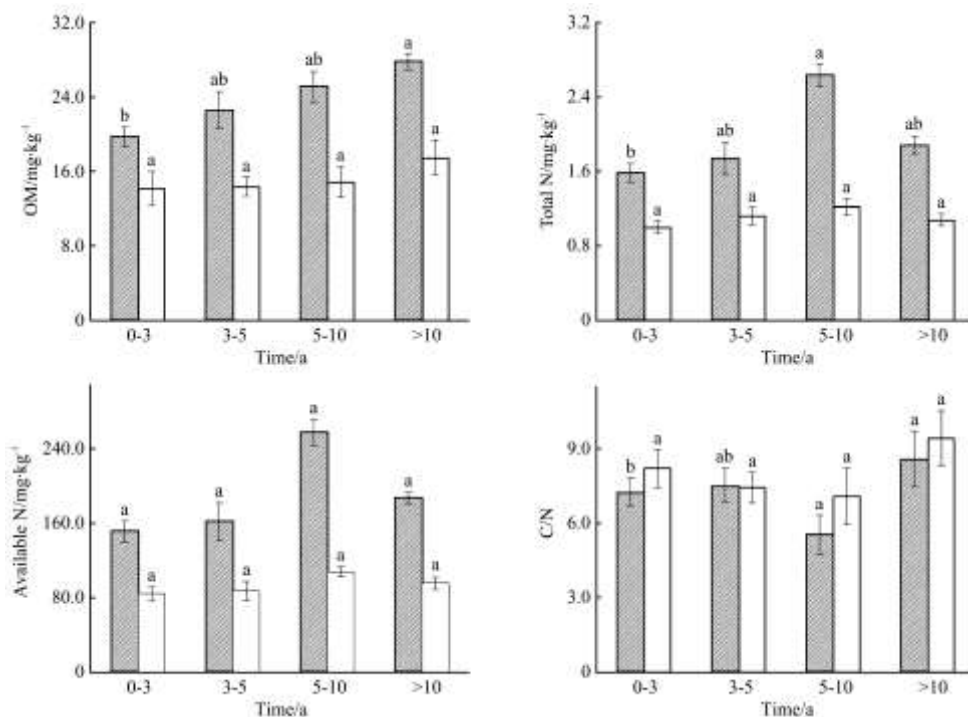 32.0
24.0
16.0
8.0
0
OM/mg·kg⁻¹
b
a
ab
a
ab
a
a
a
0-3
3-5
5-10
>10
Time/a
3.2
2.4
1.6
0.8
0
Total N/mg·kg⁻¹
b
a
ab
a
a
a
ab
a
0-3
3-5
5-10
>10
Time/a
240.0
160.0
80.0
0
Available N/mg·kg⁻¹
a
a
a
a
a
a
a
a
0-3
3-5
5-10
>10
Time/a
9.0
6.0
3.0
0
C/N
b
a
ab
a
a
a
a
a
0-3
3-5
5-10
>10
Time/a